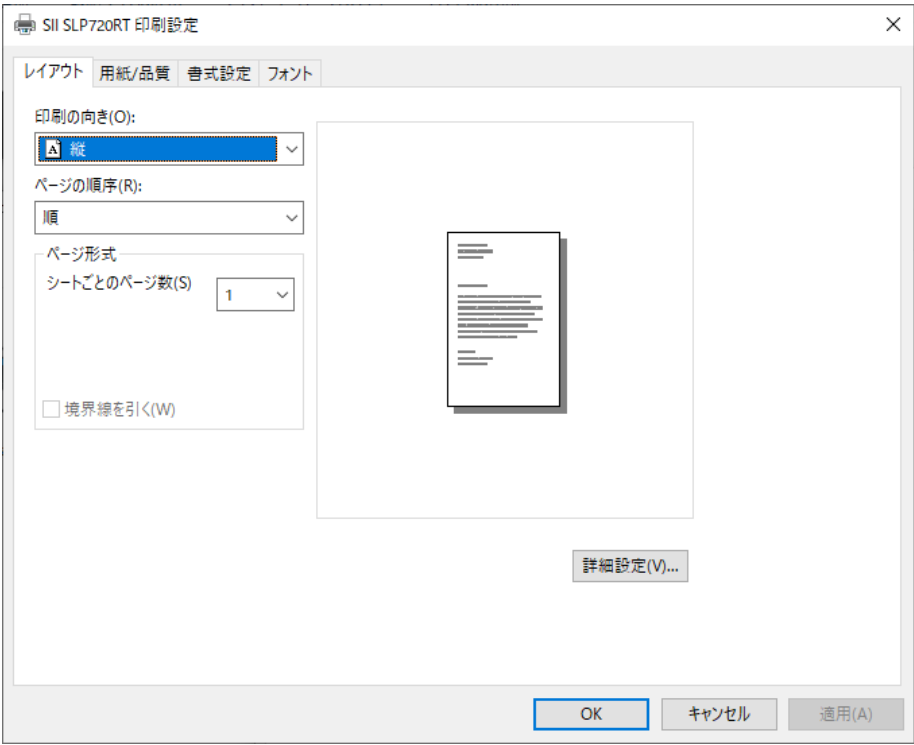 SII SLP720RT 印刷設定
レイアウト 用紙/品質 書式設定 フォント
印刷の向き(O):
A 縦
ページの順序(R):
順
ページ形式
シートごとのページ数(S)
1
境界線を引く(W)
詳細設定(V)...
OK キャンセル 適用(A)